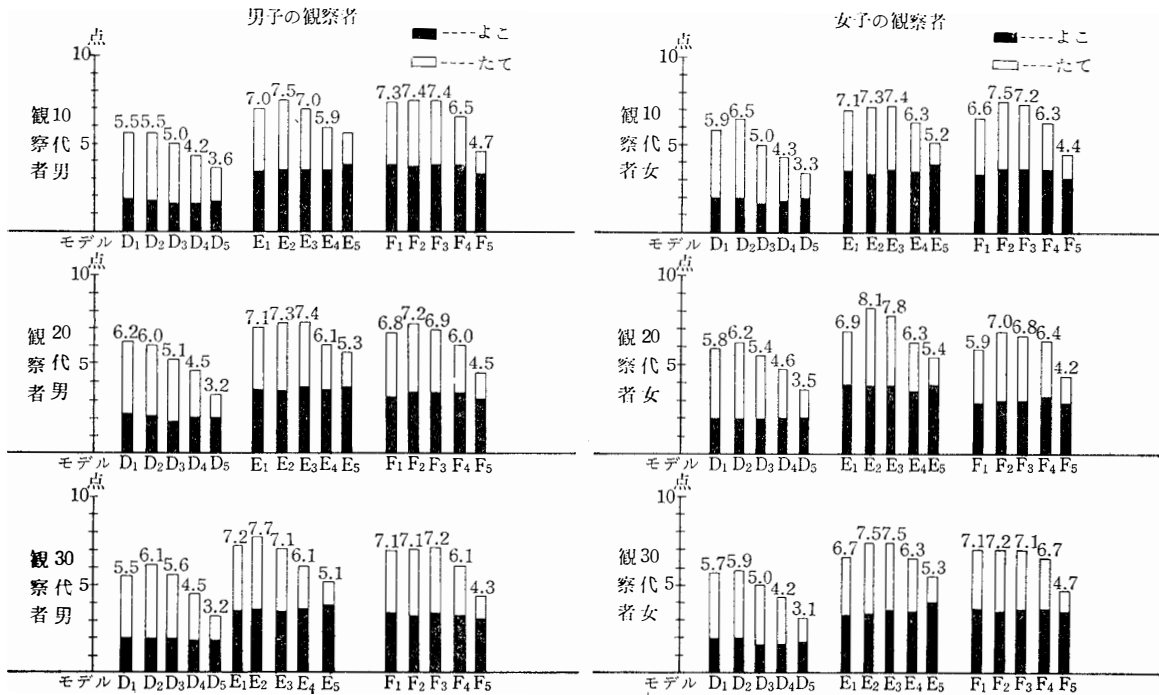 男子の観察者
よこ
たて
点
10
5
観察者男 10代
5.5 5.5 5.0 4.2 3.6 7.0 7.5 7.0 5.9 7.3 7.4 7.4 6.5 4.7
モデル D1 D2 D3 D4 D5 E1 E2 E3 E4 E5 F1 F2 F3 F4 F5
点
10
5
観察者男 20代
6.2 6.0 5.1 4.5 3.2 7.1 7.3 7.4 6.1 5.3 6.8 7.2 6.9 6.0 4.5
モデル D1 D2 D3 D4 D5 E1 E2 E3 E4 E5 F1 F2 F3 F4 F5
点
10
5
観察者男 30代
5.5 6.1 5.6 4.5 3.2 7.2 7.7 7.1 6.1 5.1 7.1 7.1 7.2 6.1 4.3
モデル D1 D2 D3 D4 D5 E1 E2 E3 E4 E5 F1 F2 F3 F4 F5
女子の観察者
よこ
たて
点
10
5
観察者女 10代
5.9 6.5 5.0 4.3 3.3 7.1 7.3 7.4 6.3 5.2 6.6 7.5 7.2 6.3 4.4
モデル D1 D2 D3 D4 D5 E1 E2 E3 E4 E5 F1 F2 F3 F4 F5
点
10
5
観察者女 20代
5.8 6.2 5.4 4.6 3.5 6.9 8.1 7.8 6.3 5.4 5.9 7.0 6.8 6.4 4.2
モデル D1 D2 D3 D4 D5 E1 E2 E3 E4 E5 F1 F2 F3 F4 F5
点
10
5
観察者女 30代
5.7 5.9 5.0 4.2 3.1 6.7 7.5 7.5 6.3 5.3 7.1 7.2 7.1 6.7 4.7
モデル D1 D2 D3 D4 D5 E1 E2 E3 E4 E5 F1 F2 F3 F4 F5